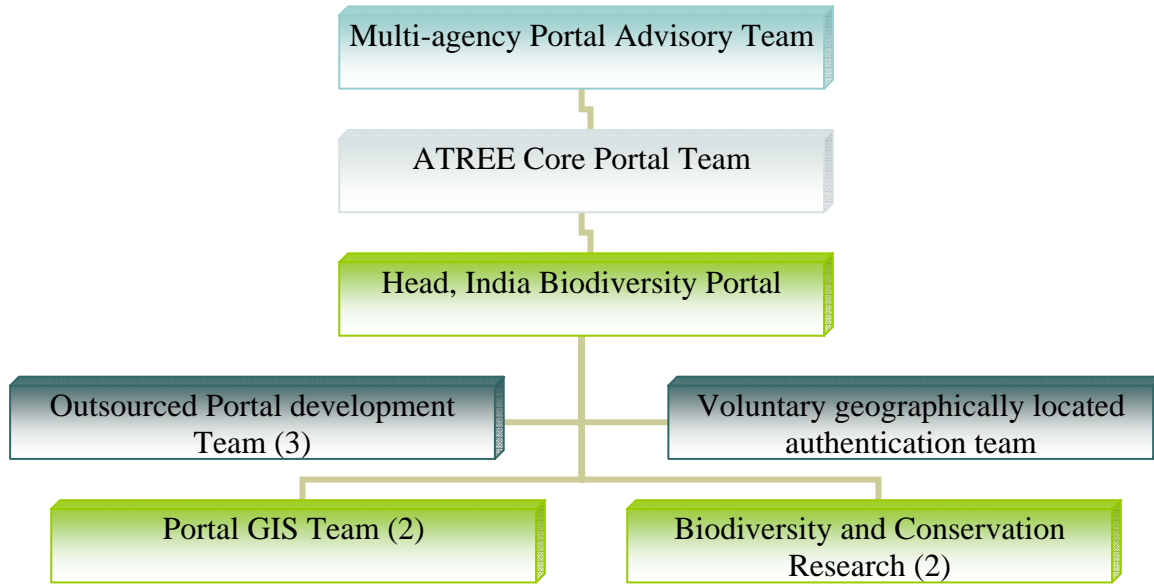 Multi-agency Portal Advisory Team
ATREE Core Portal Team
Head, India Biodiversity Portal
Outsourced Portal development
Team (3)
Voluntary geographically located
authentication team
Portal GIS Team (2)
Biodiversity and Conservation
Research (2)